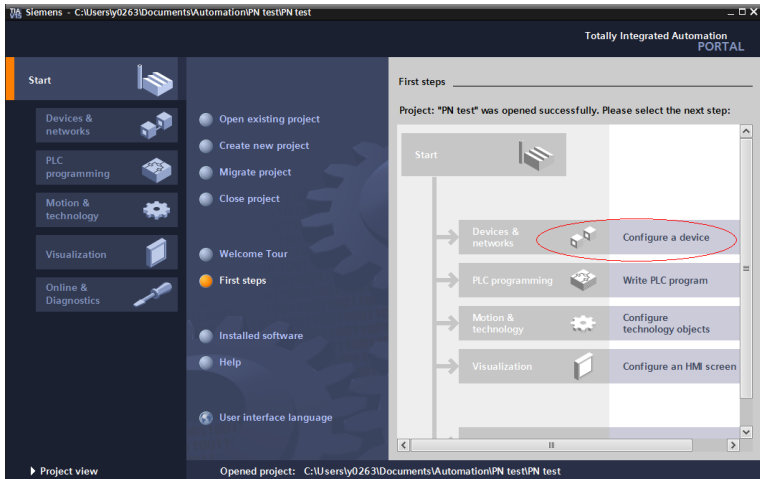 TIA
V15
Siemens - C:\Users\y0263\Documents\Automation\PN test\PN test
Totally Integrated Automation
PORTAL
Start
Devices &
networks
PLC
programming
Motion &
technology
Visualization
Online &
Diagnostics
Open existing project
Create new project
Migrate project
Close project
Welcome Tour
First steps
Installed software
Help
User interface language
First steps
Project: "PN test" was opened successfully. Please select the next step:
Start
Devices &
networks
Configure a device
PLC programming
Write PLC program
Motion &
technology
Configure
technology objects
Visualization
Configure an HMI screen
Project view
Opened project: C:\Users\y0263\Documents\Automation\PN test\PN test